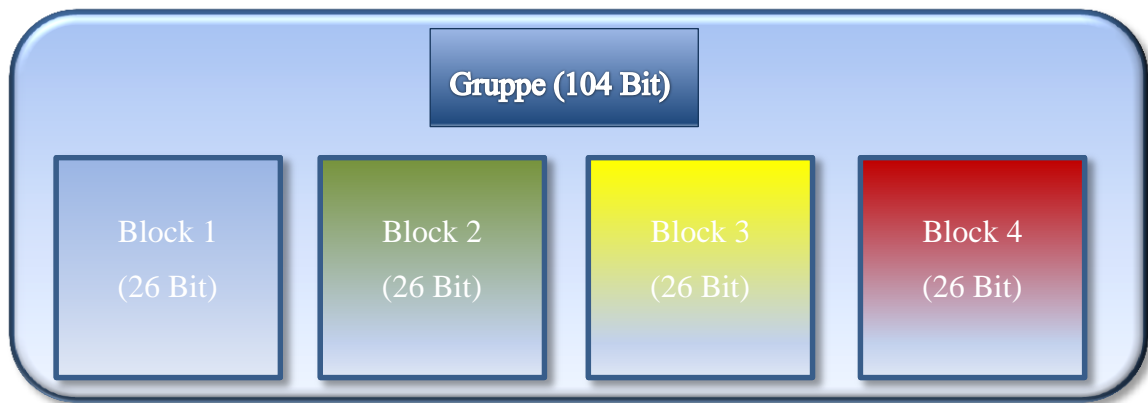 Gruppe (104 Bit)
Block 1
(26 Bit)
Block 2
(26 Bit)
Block 3
(26 Bit)
Block 4
(26 Bit)